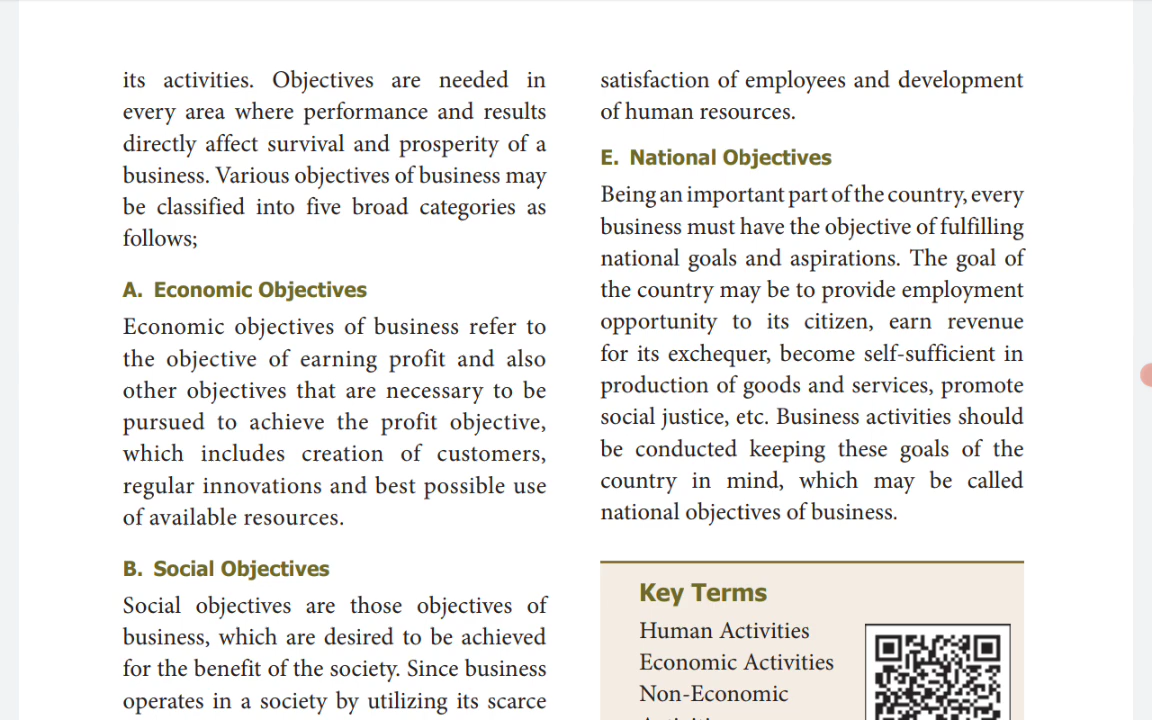 its activities. Objectives are needed in
every area where performance and results
directly affect survival and prosperity of a
business. Various objectives of business may
be classified into five broad categories as
follows;
A. Economic Objectives
Economic objectives of business refer to
the objective of earning profit and also
other objectives that are necessary to be
pursued to achieve the profit objective,
which includes creation of customers,
regular innovations and best possible use
of available resources.
B. Social Objectives
Social objectives are those objectives of
business, which are desired to be achieved
for the benefit of the society. Since business
operates in a society by utilizing its scarce
satisfaction of employees and development
of human resources.
E. National Objectives
Being an important part of the country, every
business must have the objective of fulfilling
national goals and aspirations. The goal of
the country may be to provide employment
opportunity to its citizen, earn revenue
for its exchequer, become self-sufficient in
production of goods and services, promote
social justice, etc. Business activities should
be conducted keeping these goals of the
country in mind, which may be called
national objectives of business.
Key Terms
Human Activities
Economic Activities
Non-Economic